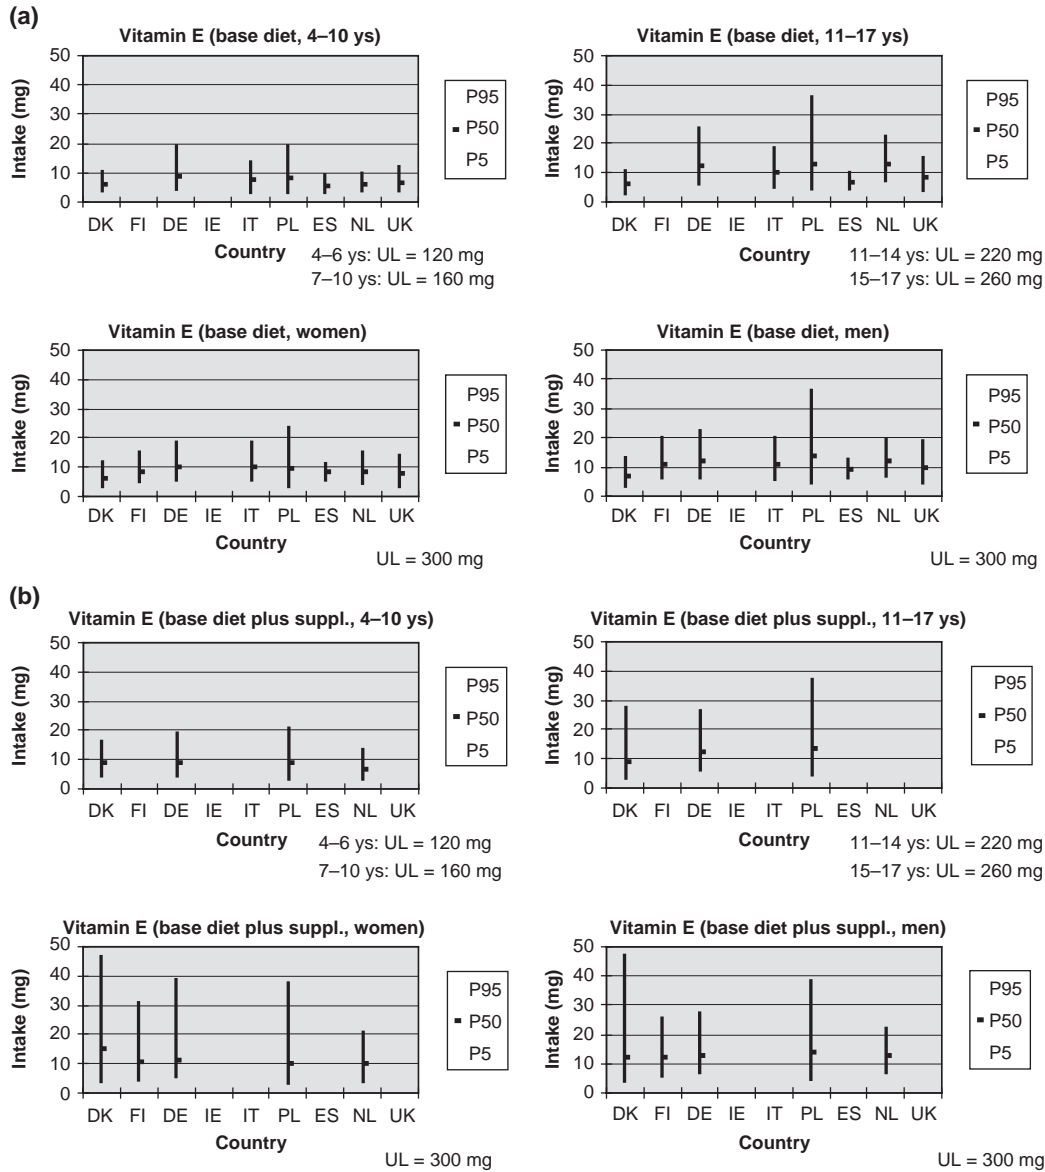 (a)
Vitamin E (base diet, 4–10 ys)
Intake (mg)
50
40
30
20
10
0
DK FI DE IE IT PL ES NL UK
Country
4–6 ys: UL = 120 mg
7–10 ys: UL = 160 mg
P95
P50
P5
Vitamin E (base diet, 11–17 ys)
Intake (mg)
50
40
30
20
10
0
DK FI DE IE IT PL ES NL UK
Country
11–14 ys: UL = 220 mg
15–17 ys: UL = 260 mg
P95
P50
P5
Vitamin E (base diet, women)
Intake (mg)
50
40
30
20
10
0
DK FI DE IE IT PL ES NL UK
Country
UL = 300 mg
P95
P50
P5
Vitamin E (base diet, men)
Intake (mg)
50
40
30
20
10
0
DK FI DE IE IT PL ES NL UK
Country
UL = 300 mg
P95
P50
P5
(b)
Vitamin E (base diet plus suppl., 4–10 ys)
Intake (mg)
50
40
30
20
10
0
DK FI DE IE IT PL ES NL UK
Country
4–6 ys: UL = 120 mg
7–10 ys: UL = 160 mg
P95
P50
P5
Vitamin E (base diet plus suppl., 11–17 ys)
Intake (mg)
50
40
30
20
10
0
DK FI DE IE IT PL ES NL UK
Country
11–14 ys: UL = 220 mg
15–17 ys: UL = 260 mg
P95
P50
P5
Vitamin E (base diet plus suppl., women)
Intake (mg)
50
40
30
20
10
0
DK FI DE IE IT PL ES NL UK
Country
UL = 300 mg
P95
P50
P5
Vitamin E (base diet plus suppl., men)
Intake (mg)
50
40
30
20
10
0
DK FI DE IE IT PL ES NL UK
Country
UL = 300 mg
P95
P50
P5